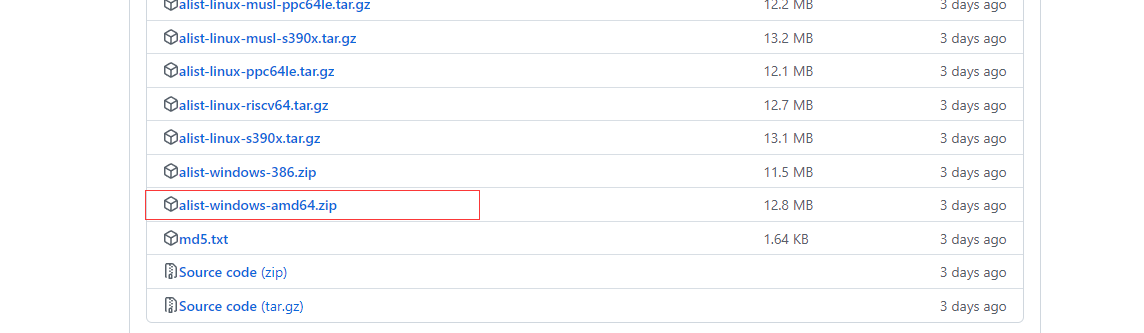 alist-linux-musl-ppc64le.tar.gz 12.2 MB 3 days ago
alist-linux-musl-s390x.tar.gz 13.2 MB 3 days ago
alist-linux-ppc64le.tar.gz 12.1 MB 3 days ago
alist-linux-riscv64.tar.gz 12.7 MB 3 days ago
alist-linux-s390x.tar.gz 13.1 MB 3 days ago
alist-windows-386.zip 11.5 MB 3 days ago
alist-windows-amd64.zip 12.8 MB 3 days ago
md5.txt 1.64 KB 3 days ago
Source code (zip) 3 days ago
Source code (tar.gz) 3 days ago